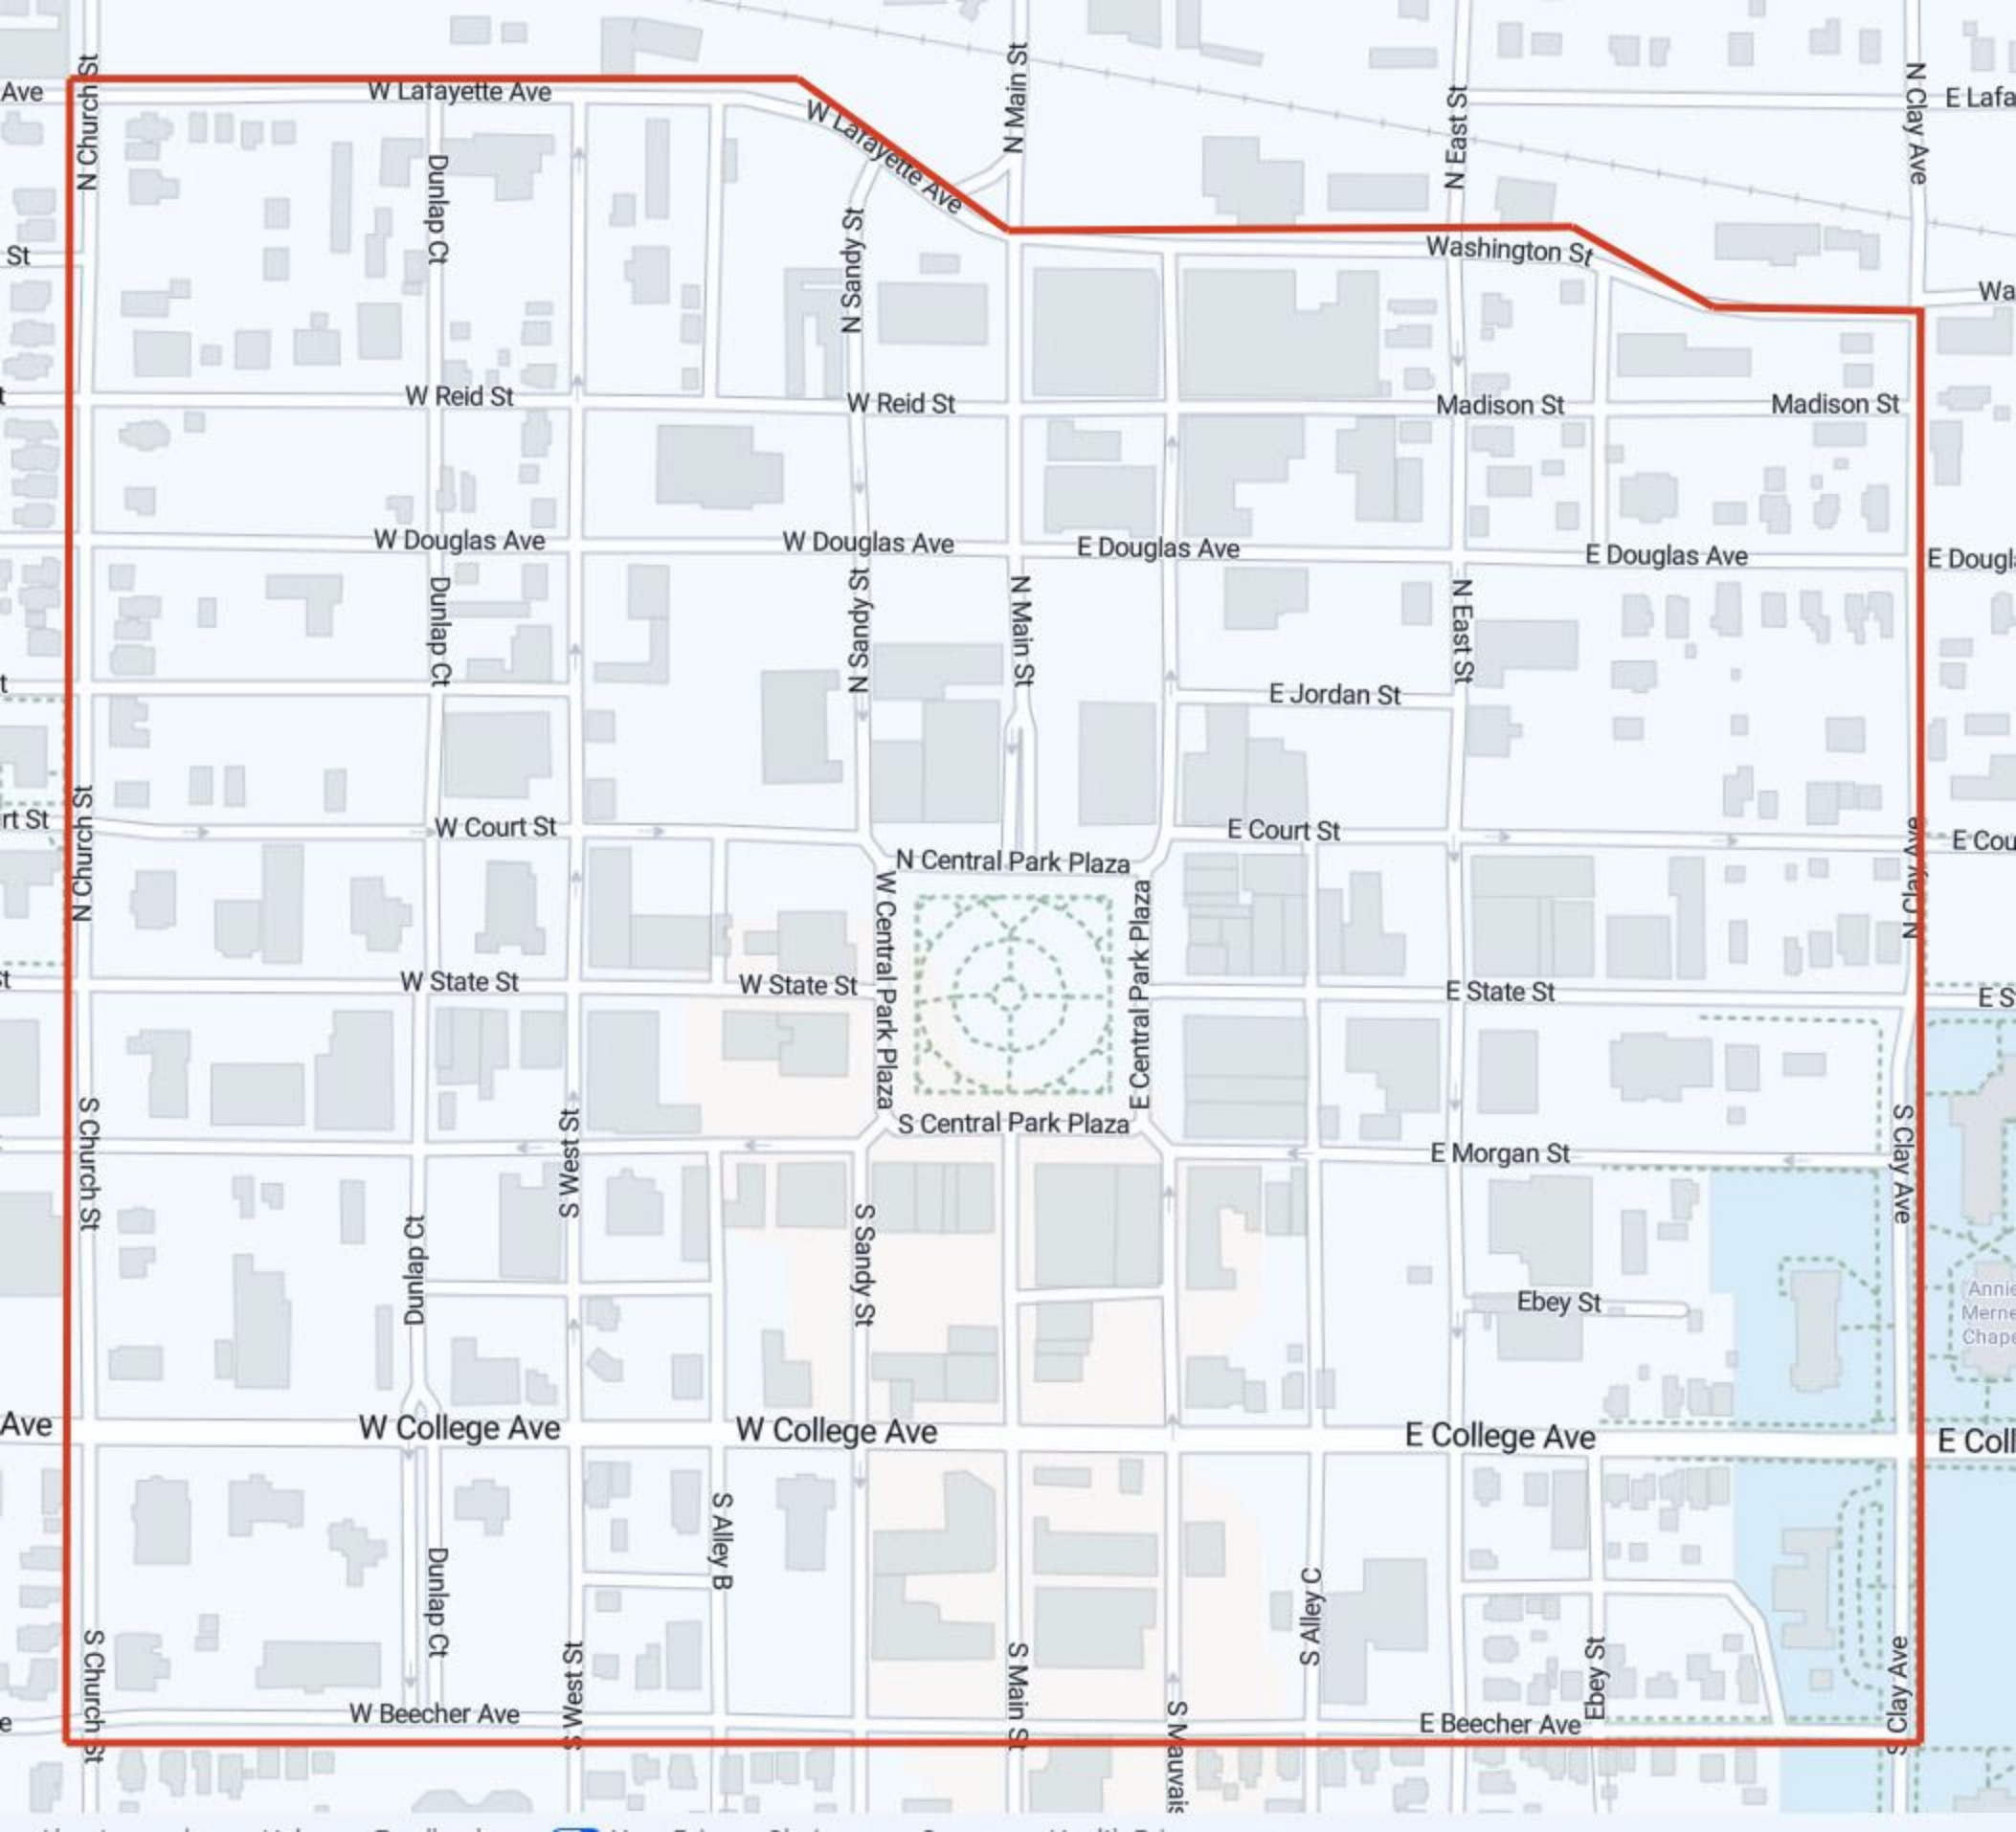 N Church St
Ave
W Lafayette Ave
W Lafayette Ave
N Main St
N East St
N Clay Ave
E Lafa
Dunlap Ct
N Sandy St
St
Washington St
Wa
W Reid St
W Reid St
Madison St
Madison St
t
W Douglas Ave
W Douglas Ave
E Douglas Ave
E Douglas Ave
E Dougl
Dunlap Ct
N Sandy St
N Main St
N East St
t
E Jordan St
N Church St
rt St
W Court St
E Court St
N Clay Ave
E Cou
N Central Park Plaza
W Central Park Plaza
E Central Park Plaza
t
W State St
W State St
E State St
E S
S Central Park Plaza
S Church St
S West St
E Morgan St
S Clay Ave
Dunlap Ct
S Sandy St
Ebey St
Annie
Merne
Chape
Ave
W College Ave
W College Ave
E College Ave
E Coll
S Alley B
Dunlap Ct
S Alley C
S Church St
S West St
S Main St
S Mauvais
Ebey St
S Clay Ave
e
W Beecher Ave
E Beecher Ave